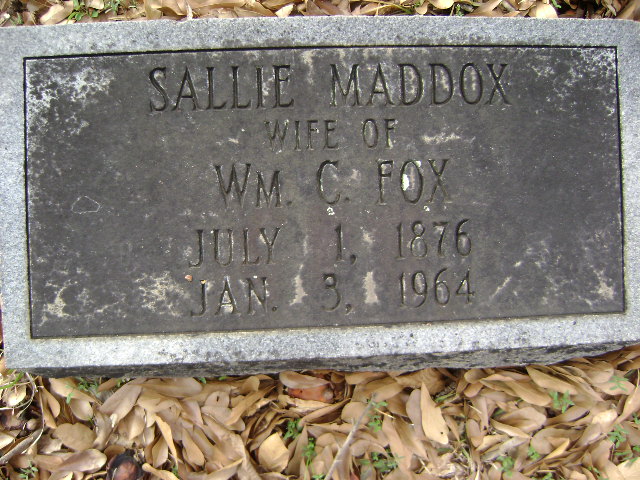 SALLIE MADDOX
WIFE OF
WM. C. FOX
JULY 1, 1876
JAN. 3, 1964